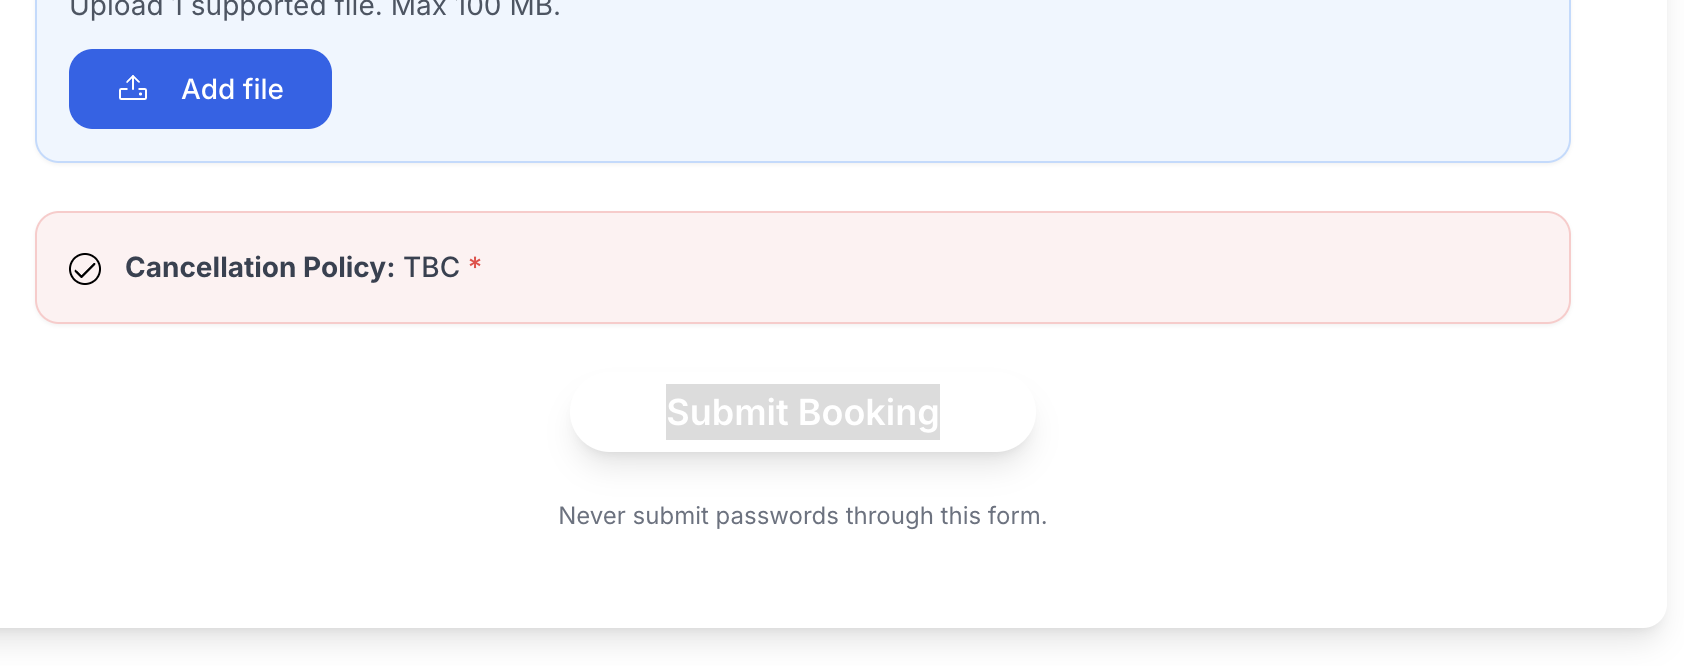 Upload 1 supported file. Max 100 MB.
Add file
Cancellation Policy: TBC *
Submit Booking
Never submit passwords through this form.